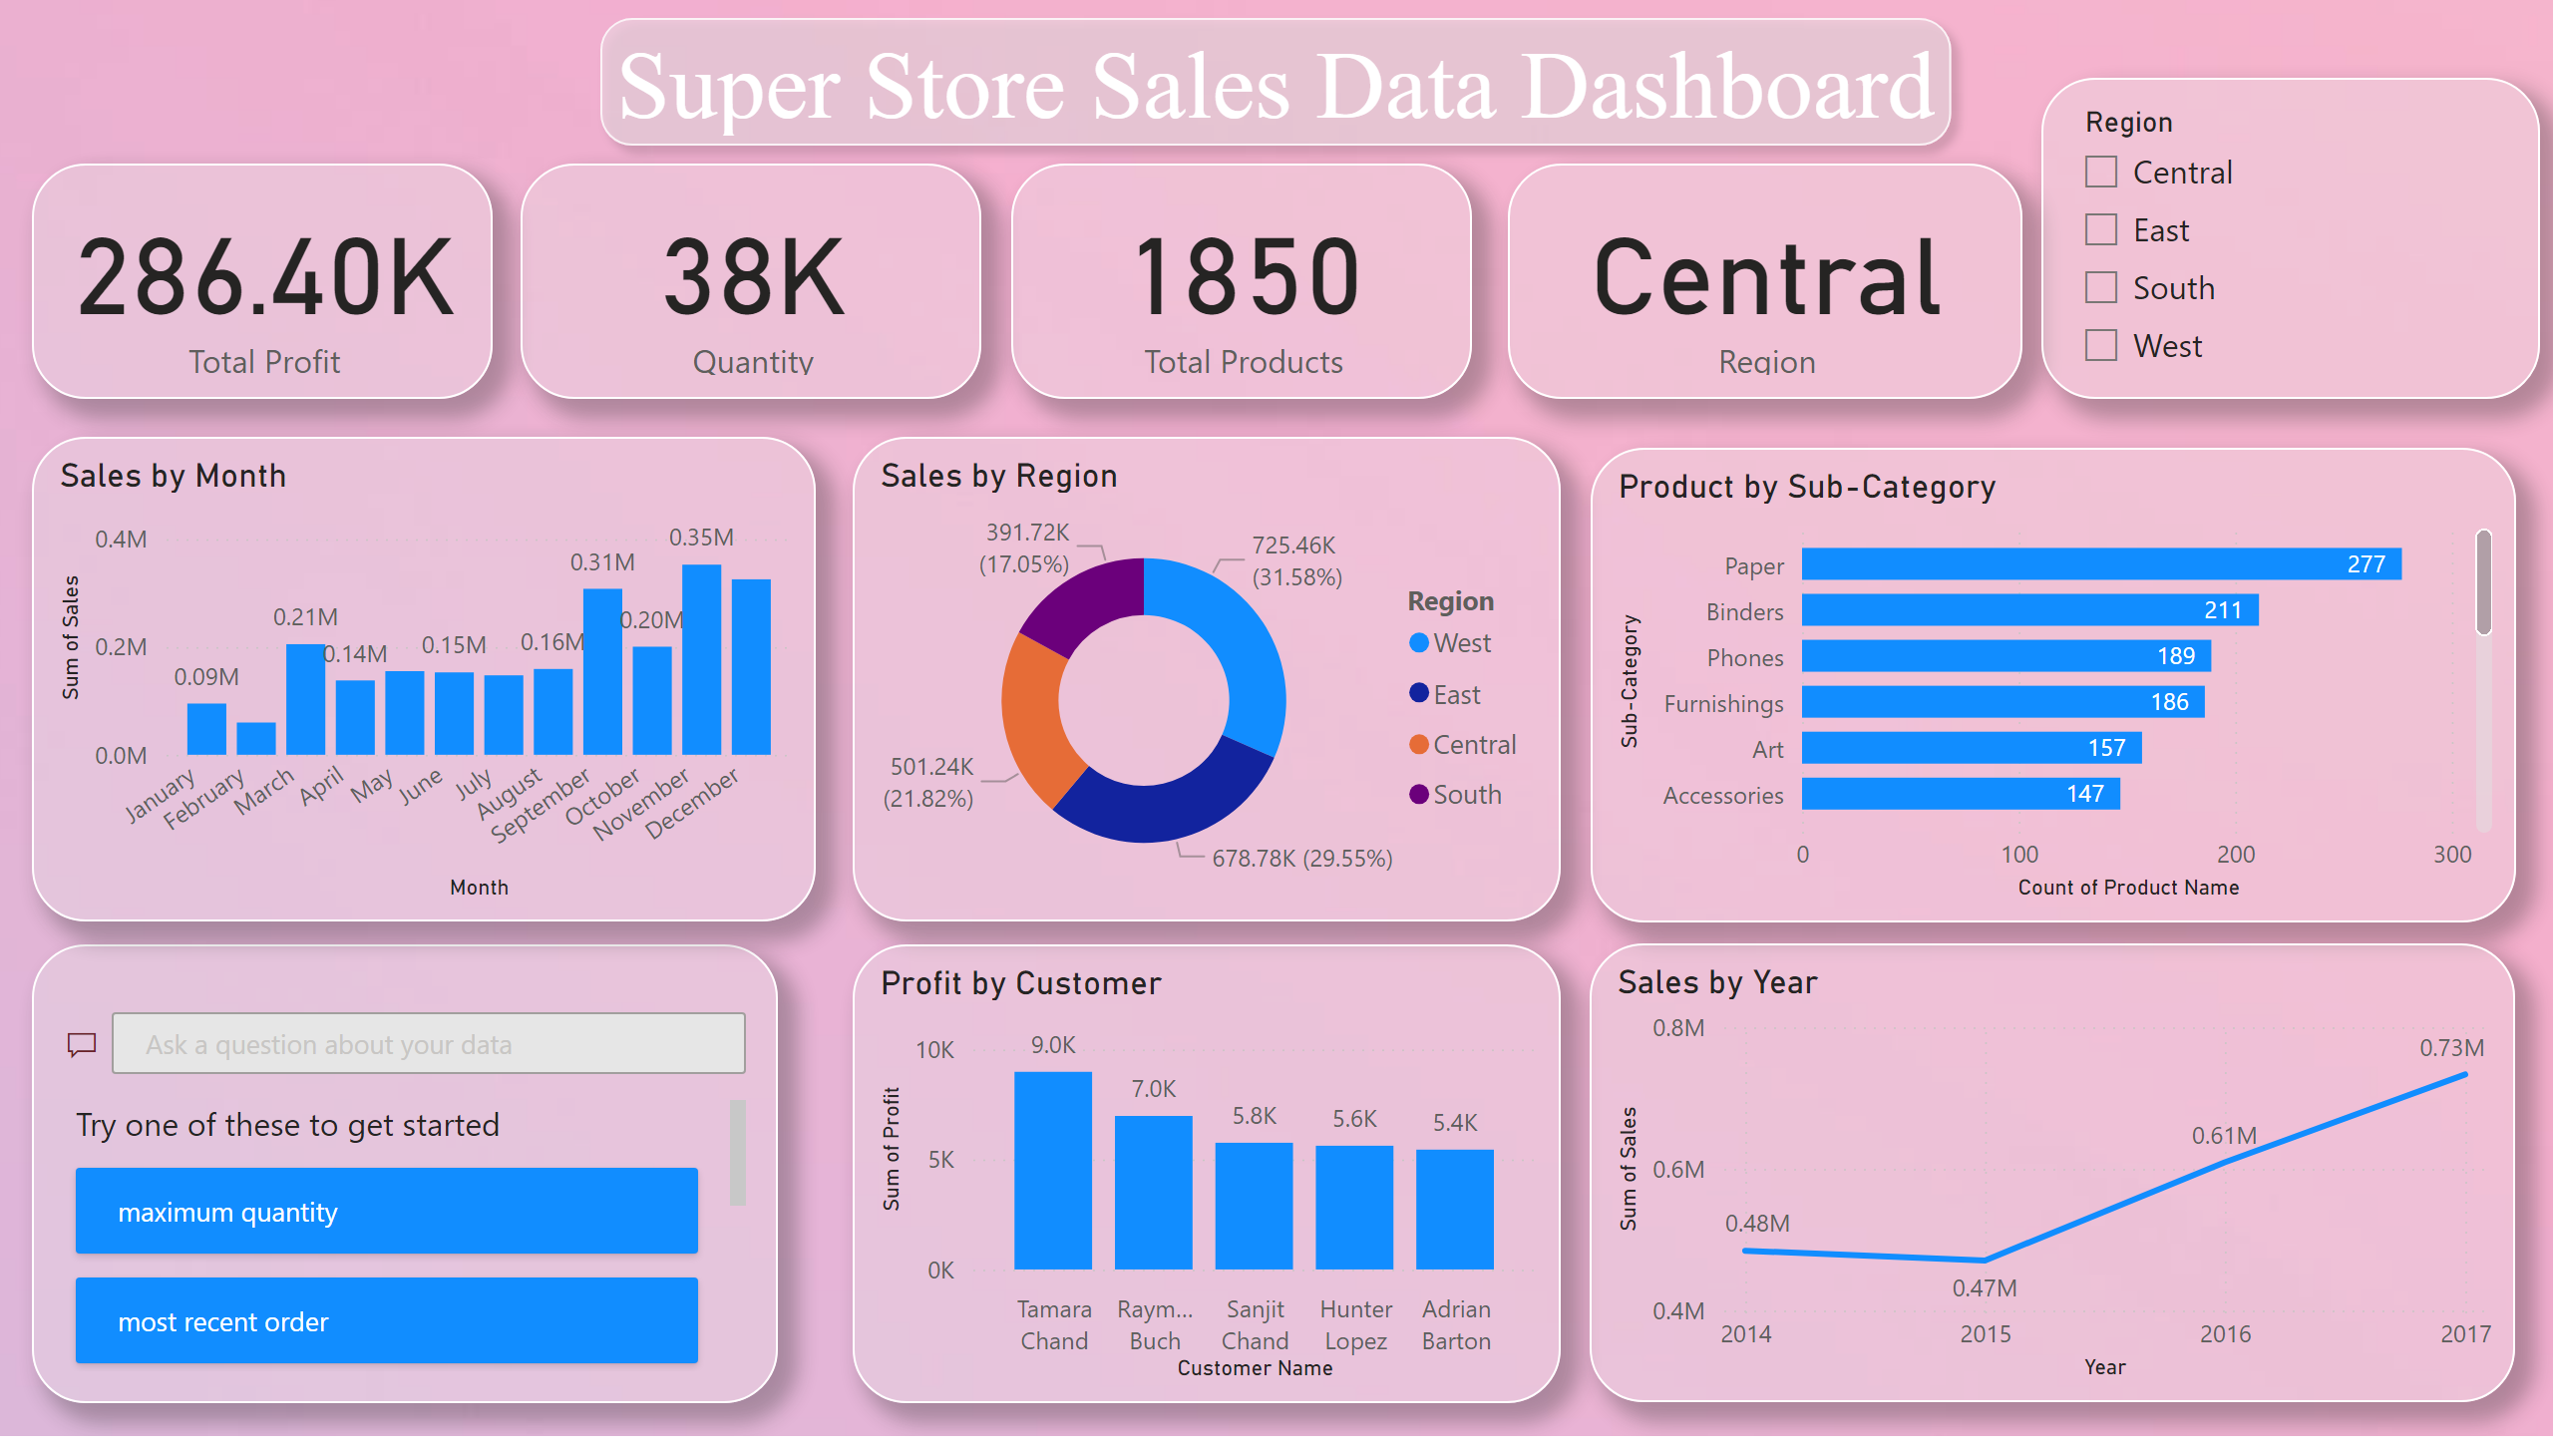 Super Store Sales Data Dashboard
286.40K
Total Profit
38K
Quantity
1850
Total Products
Central
Region
Region
Central
East
South
West
Sales by Month
Sum of Sales
0.4M
0.2M
0.0M
0.09M
0.21M
0.14M
0.15M
0.16M
0.31M
0.20M
0.35M
January
February
March
April
May
June
July
August
September
October
November
December
Month
Sales by Region
391.72K
(17.05%)
725.46K
(31.58%)
501.24K
(21.82%)
678.78K (29.55%)
Region
West
East
Central
South
Product by Sub-Category
Sub-Category
Paper 277
Binders 211
Phones 189
Furnishings 186
Art 157
Accessories 147
0 100 200 300
Count of Product Name
Ask a question about your data
Try one of these to get started
maximum quantity
most recent order
Profit by Customer
Sum of Profit
10K
5K
0K
9.0K
7.0K
5.8K
5.6K
5.4K
Tamara Chand
Raym... Buch
Sanjit Chand
Hunter Lopez
Adrian Barton
Customer Name
Sales by Year
Sum of Sales
0.8M
0.6M
0.4M
0.48M
0.47M
0.61M
0.73M
2014 2015 2016 2017
Year